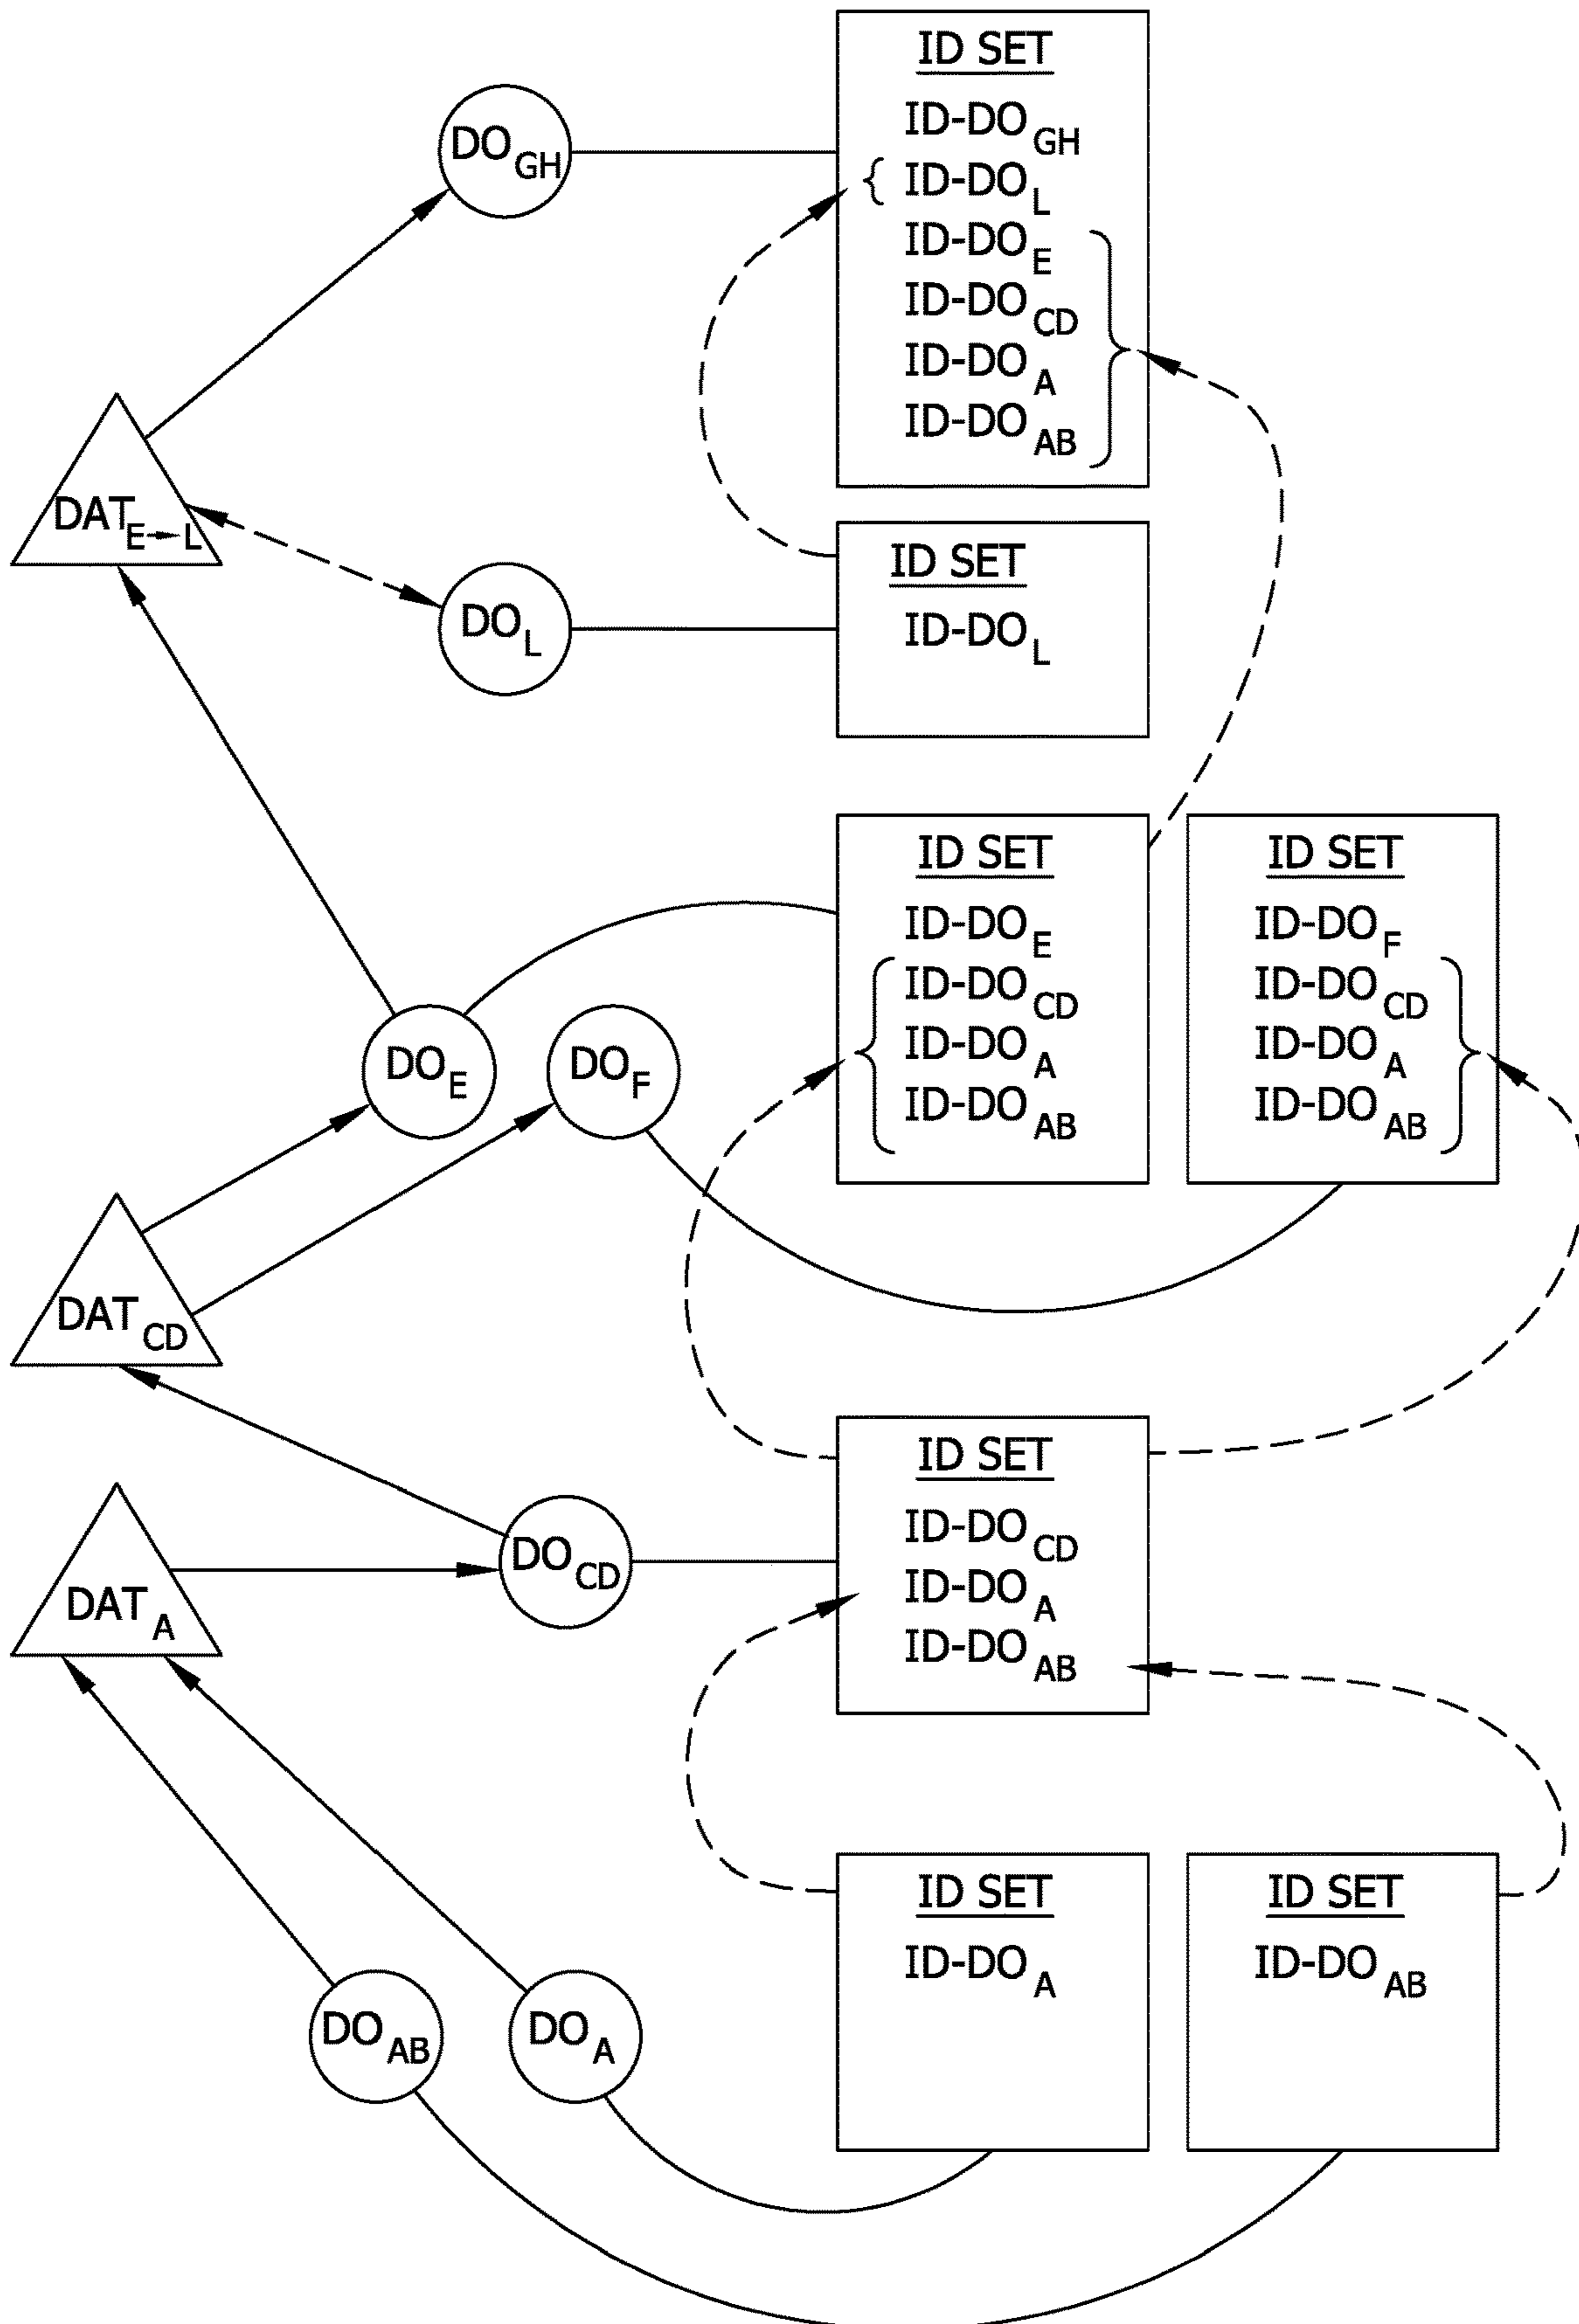 ID SET
ID-DO GH
ID-DO L
ID-DO E
ID-DO CD
ID-DO A
ID-DO AB
DO GH
DAT E→L
DO L
ID SET
ID-DO L
ID SET
ID-DO E
ID-DO CD
ID-DO A
ID-DO AB
ID SET
ID-DO F
ID-DO CD
ID-DO A
ID-DO AB
DO E
DO F
DAT CD
ID SET
ID-DO CD
ID-DO A
ID-DO AB
DO CD
DAT A
ID SET
ID-DO A
ID SET
ID-DO AB
DO AB
DO A